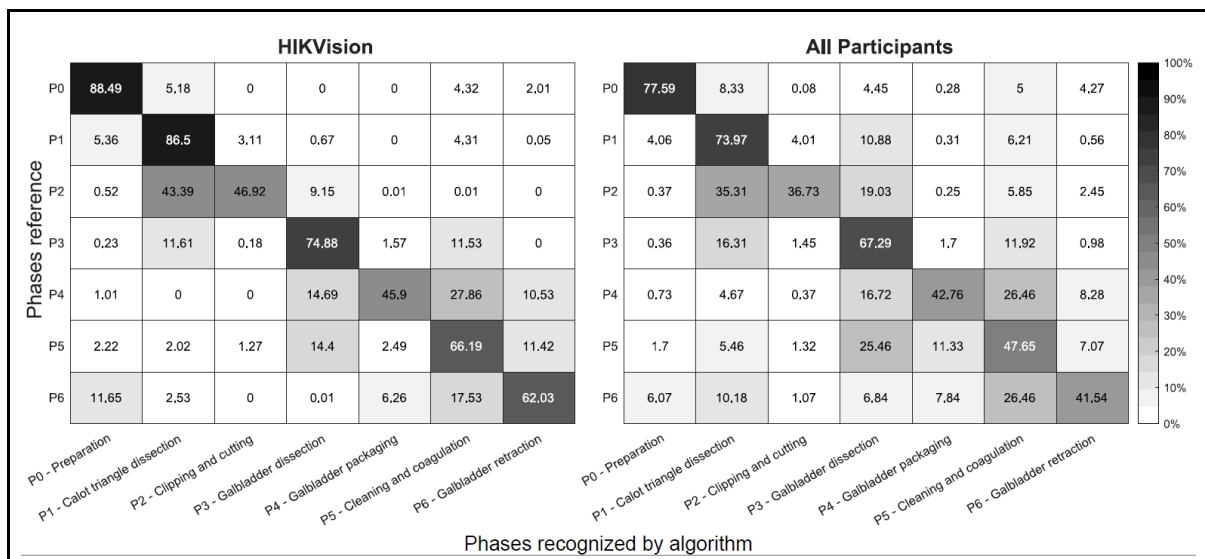 HIKVision
All Participants
P0 88.49 5.18 0 0 0 4.32 2.01 77.59 8.33 0.08 4.45 0.28 5 4.27 100%
90%
P1 5.36 86.5 3.11 0.67 0 4.31 0.05 4.06 73.97 4.01 10.88 0.31 6.21 0.56 80%
70%
P2 0.52 43.39 46.92 9.15 0.01 0.01 0 0.37 35.31 36.73 19.03 0.25 5.85 2.45 60%
P3 0.23 11.61 0.18 74.88 1.57 11.53 0 0.36 16.31 1.45 67.29 1.7 11.92 0.98 50%
40%
P4 1.01 0 0 14.69 45.9 27.86 10.53 0.73 4.67 0.37 16.72 42.76 26.46 8.28 30%
P5 2.22 2.02 1.27 14.4 2.49 66.19 11.42 1.7 5.46 1.32 25.46 11.33 47.65 7.07 20%
10%
P6 11.65 2.53 0 0.01 6.26 17.53 62.03 6.07 10.18 1.07 6.84 7.84 26.46 41.54 0%
Phases reference
P0 - Preparation
P1 - Calot triangle dissection
P2 - Clipping and cutting
P3 - Galbladder dissection
P4 - Galbladder packaging
P5 - Cleaning and coagulation
P6 - Galbladder retraction
P0 - Preparation
P1 - Calot triangle dissection
P2 - Clipping and cutting
P3 - Galbladder dissection
P4 - Galbladder packaging
P5 - Cleaning and coagulation
P6 - Galbladder retraction
Phases recognized by algorithm